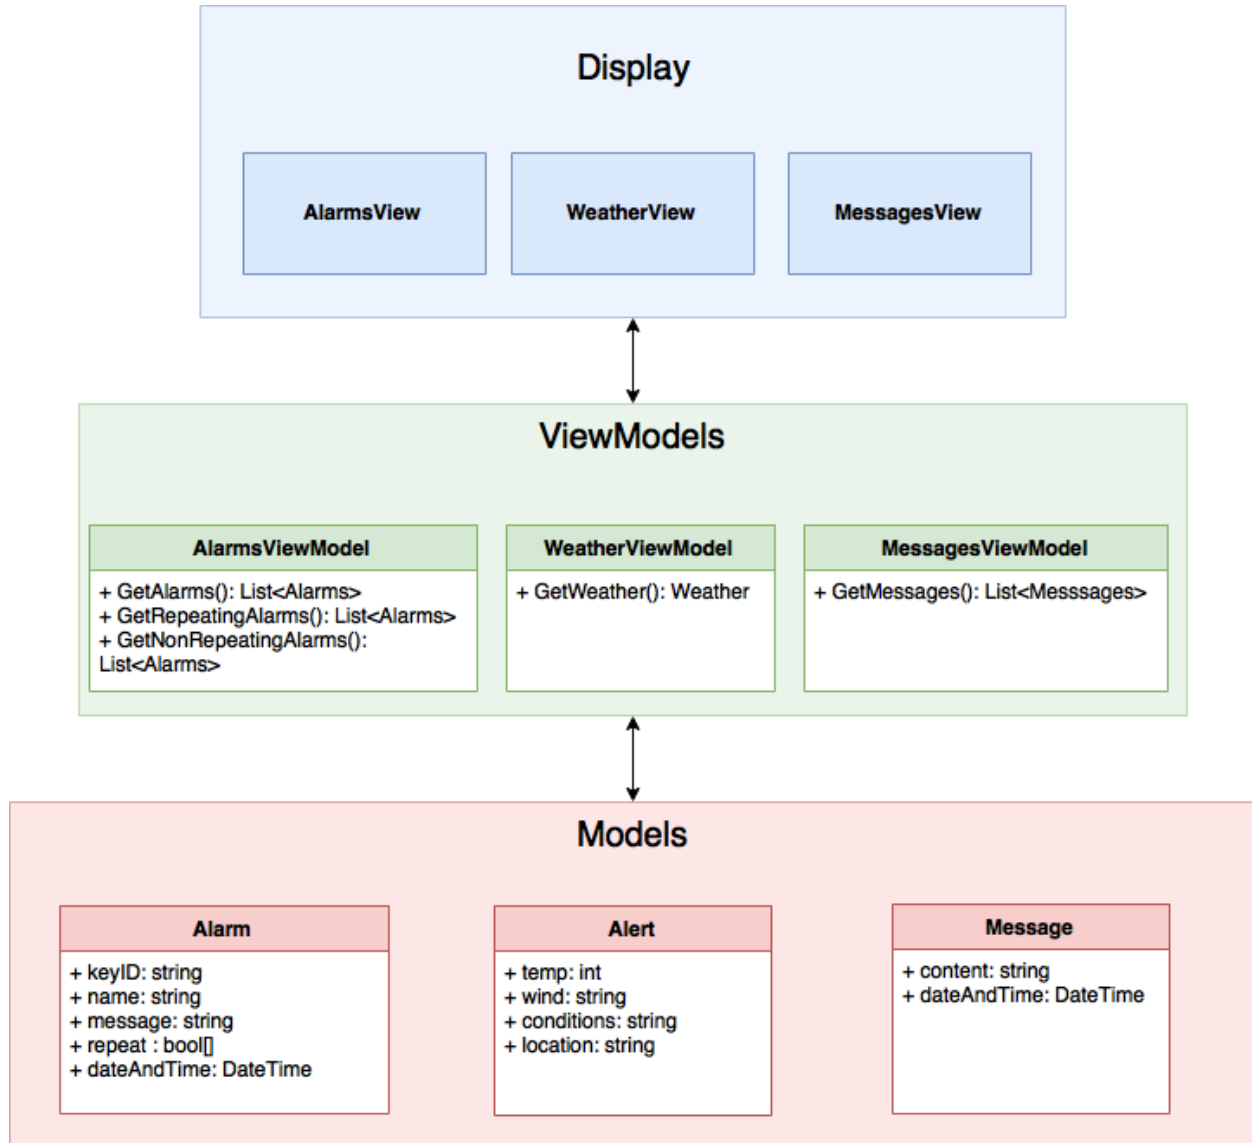 Display
AlarmsView
WeatherView
MessagesView
ViewModels
AlarmsViewModel
+ GetAlarms(): List<Alarms>
+ GetRepeatingAlarms(): List<Alarms>
+ GetNonRepeatingAlarms():
List<Alarms>
WeatherViewModel
+ GetWeather(): Weather
MessagesViewModel
+ GetMessages(): List<Messsages>
Models
Alarm
+ keyID: string
+ name: string
+ message: string
+ repeat : bool[]
+ dateAndTime: DateTime
Alert
+ temp: int
+ wind: string
+ conditions: string
+ location: string
Message
+ content: string
+ dateAndTime: DateTime